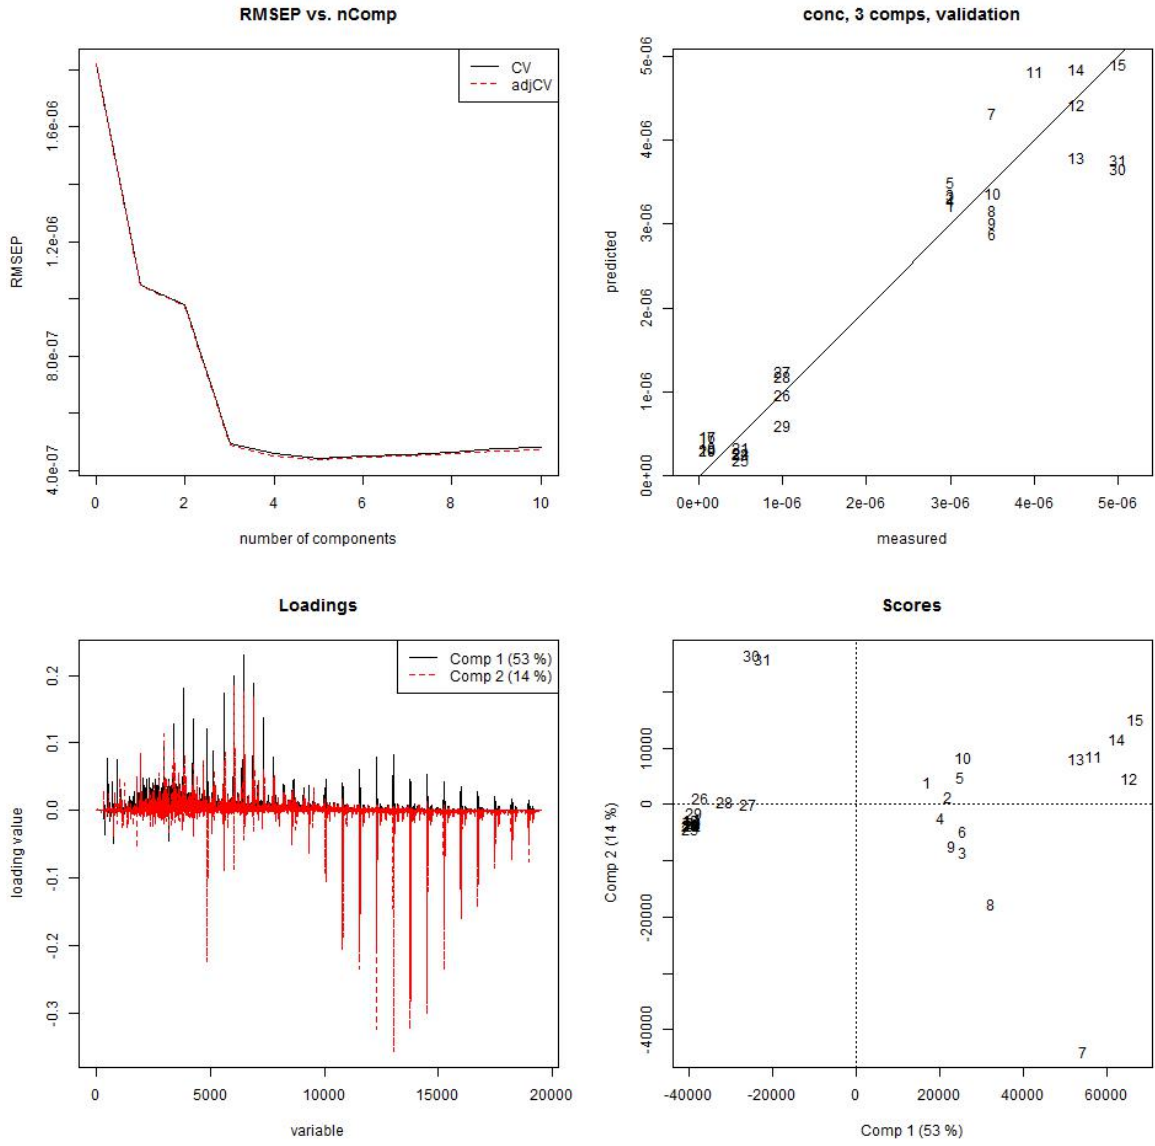 RMSEP vs. nComp
CV
adjCV
1.6e-06
1.2e-06
8.0e-07
4.0e-07
RMSEP
0 2 4 6 8 10
number of components
conc, 3 comps, validation
5e-06
4e-06
3e-06
2e-06
1e-06
0e+00
predicted
11 14 15
7 12
13 31
30
5
10
1
8
9
6
27
28
26
29
17
21
0e+00 1e-06 2e-06 3e-06 4e-06 5e-06
measured
Loadings
Comp 1 (53 %)
Comp 2 (14 %)
0.2
0.1
0.0
-0.1
-0.2
-0.3
loading value
0 5000 10000 15000 20000
variable
Scores
10000
0
-20000
-40000
Comp 2 (14 %)
30 31
15
14
13 11
10
12
5
1
2
26 28 27
4
6
9 3
8
7
-40000 -20000 0 20000 40000 60000
Comp 1 (53 %)